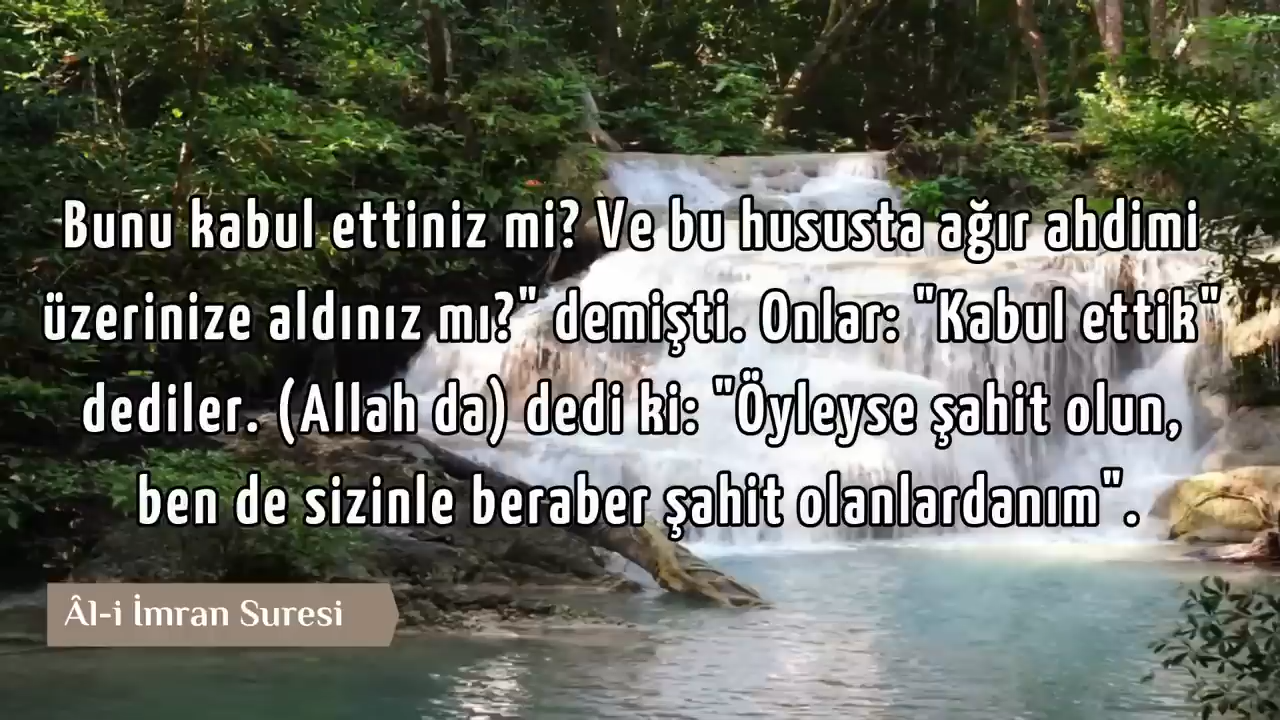 Bunu kabul ettiniz mi? Ve bu hususta ağır ahdimi
üzerinize aldınız mı?" demişti. Onlar: "Kabul ettik"
dediler. (Allah da) dedi ki: "Öyleyse şahit olun,
ben de sizinle beraber şahit olanlardanım".
Âl-i İmran Suresi